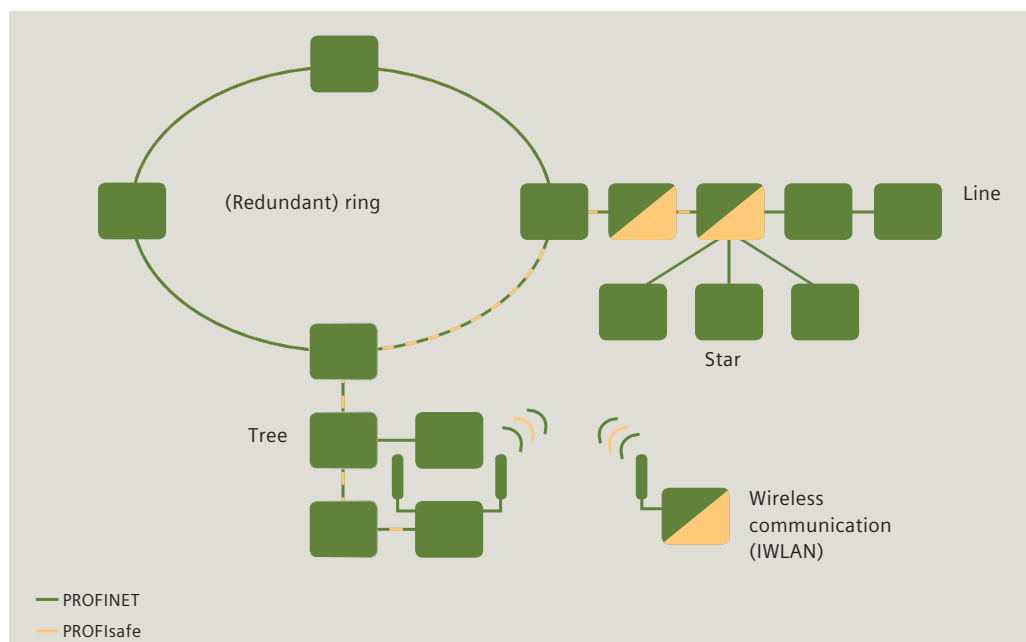 (Redundant) ring
Line
Star
Tree
Wireless
communication
(IWLAN)
PROFINET
PROFIsafe